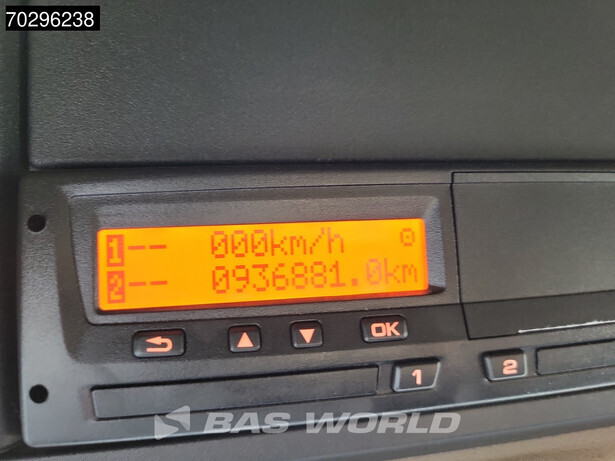 70296238
1 -- 000km/h
2 -- 0936881.0km
OK
1 2
BAS WORLD